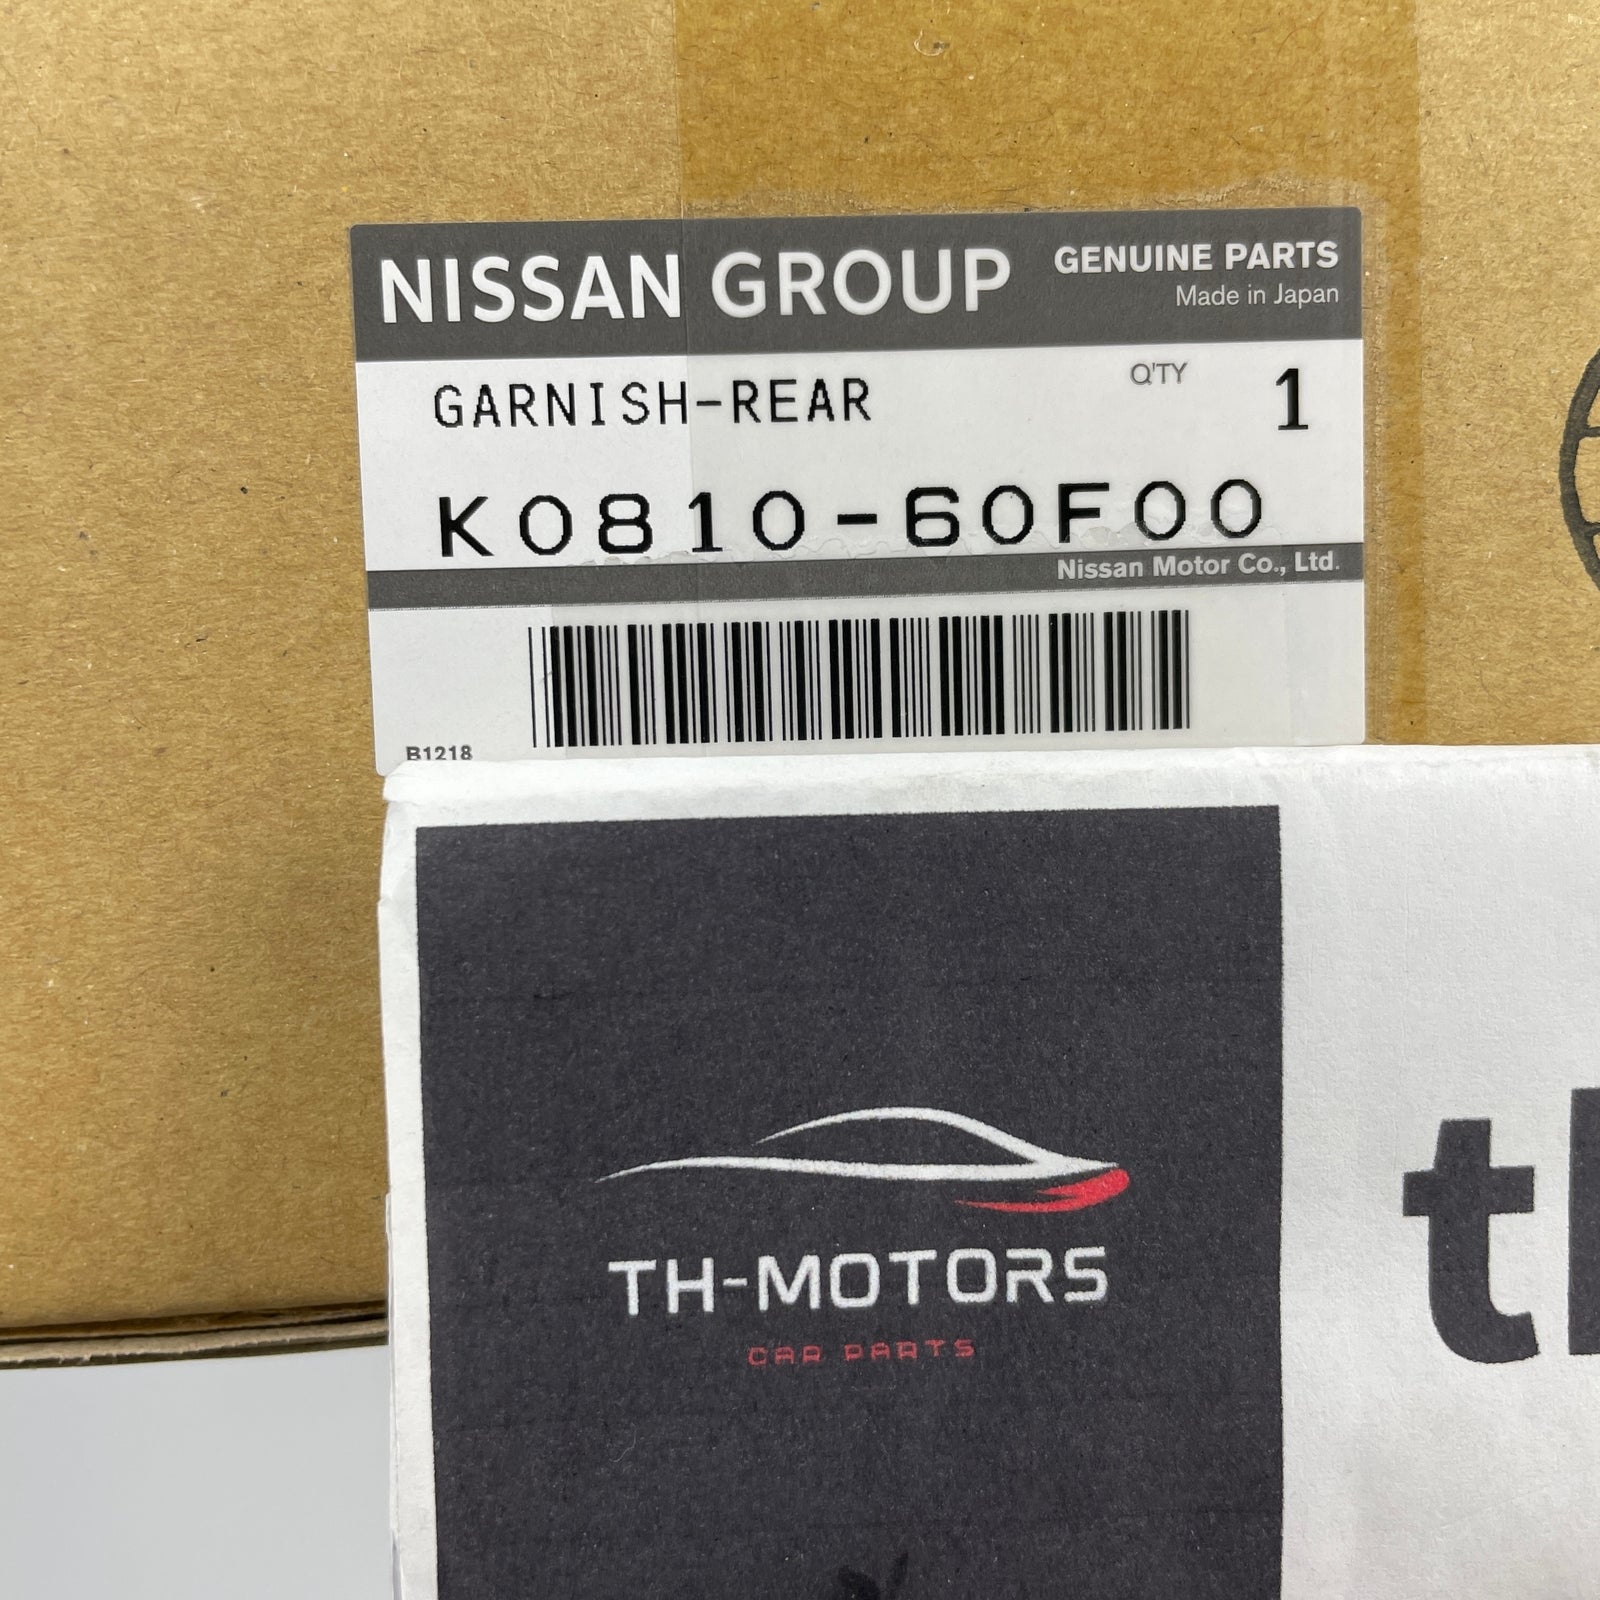 NISSAN GROUP
GENUINE PARTS
Made in Japan
GARNISH-REAR
Q'TY 1
K0810-60F00
Nissan Motor Co., Ltd.
B1218
TH-MOTORS
CAR PARTS